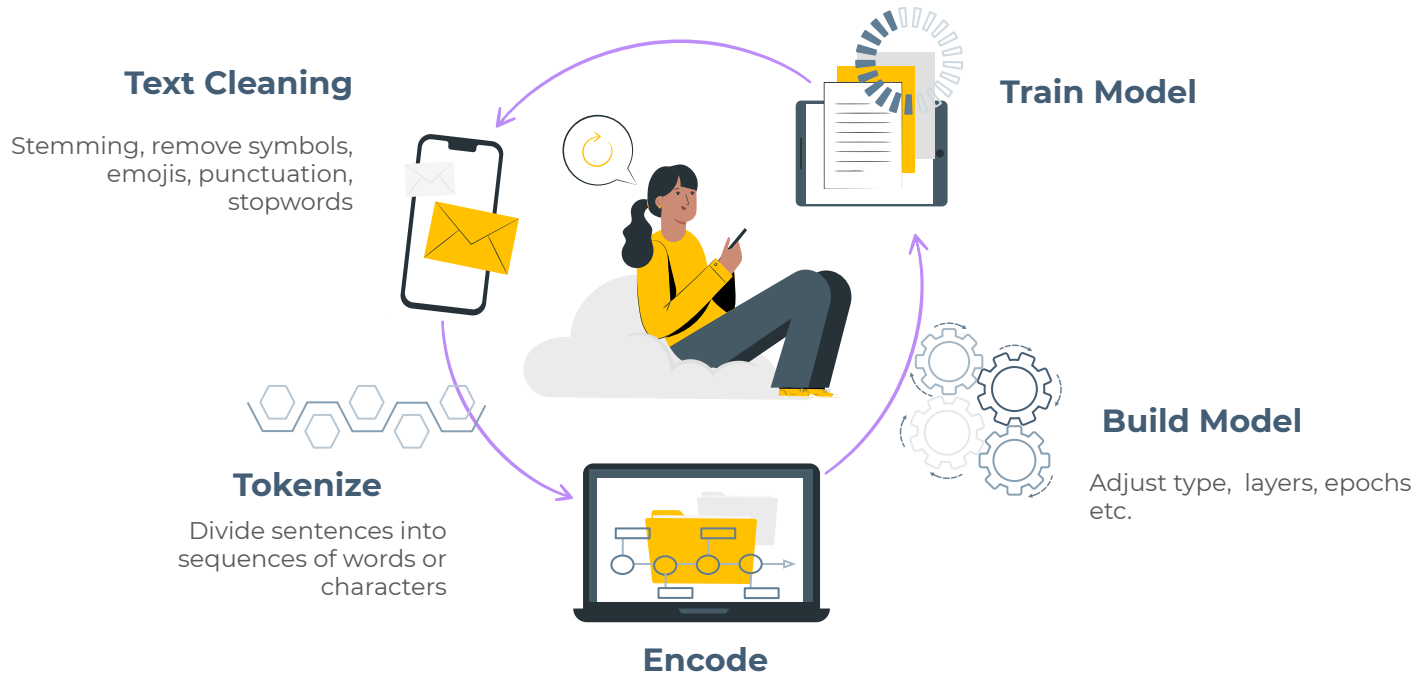 Text Cleaning
Stemming, remove symbols,
emojis, punctuation,
stopwords
Tokenize
Divide sentences into
sequences of words or
characters
Encode
Build Model
Adjust type,  layers, epochs
etc.
Train Model